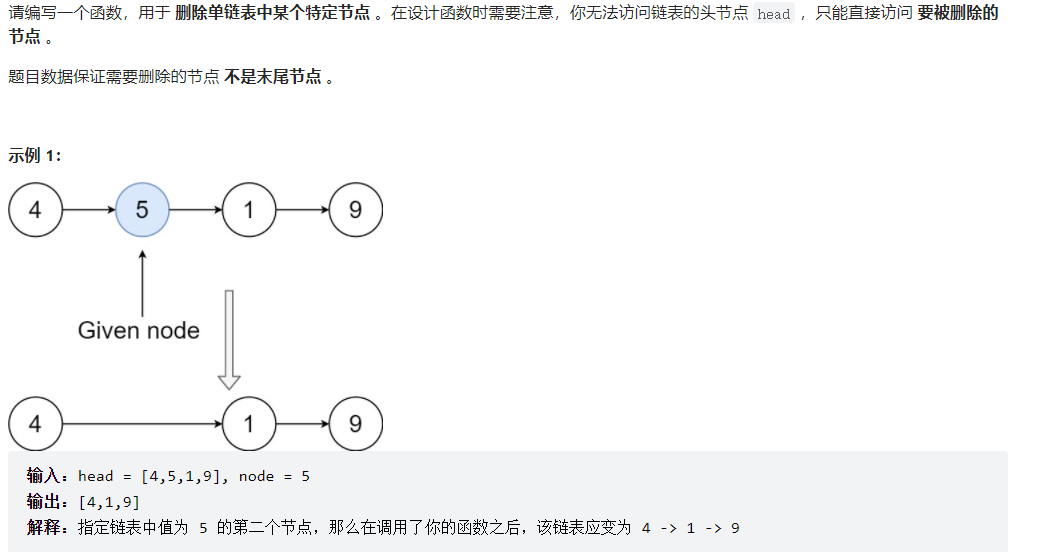 请编写一个函数，用于 删除单链表中某个特定节点 。在设计函数时需要注意，你无法访问链表的头节点 head ，只能直接访问 要被删除的
节点 。
题目数据保证需要删除的节点 不是末尾节点 。
示例 1：
4 5 1 9
Given node
4 1 9
输入：head = [4,5,1,9], node = 5
输出：[4,1,9]
解释：指定链表中值为 5 的第二个节点，那么在调用了你的函数之后，该链表应变为 4 -> 1 -> 9